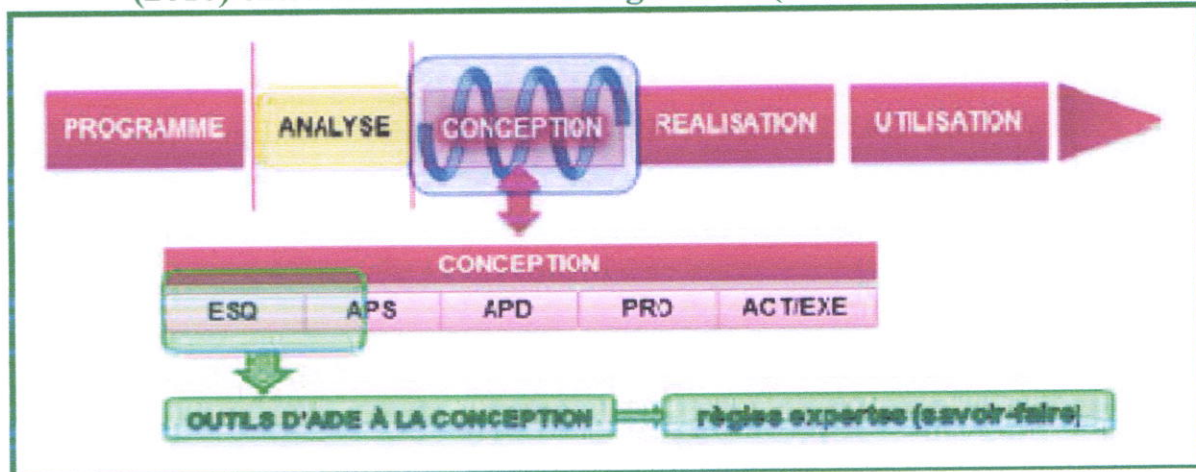 PROGRAMME ANALYSE CONCEPTION REALISATION UTILISATION
CONCEPTION
ESQ APS APD PRO ACT/EXE
OUTILS D'AIDE À LA CONCEPTION règles expertes (savoir-faire)